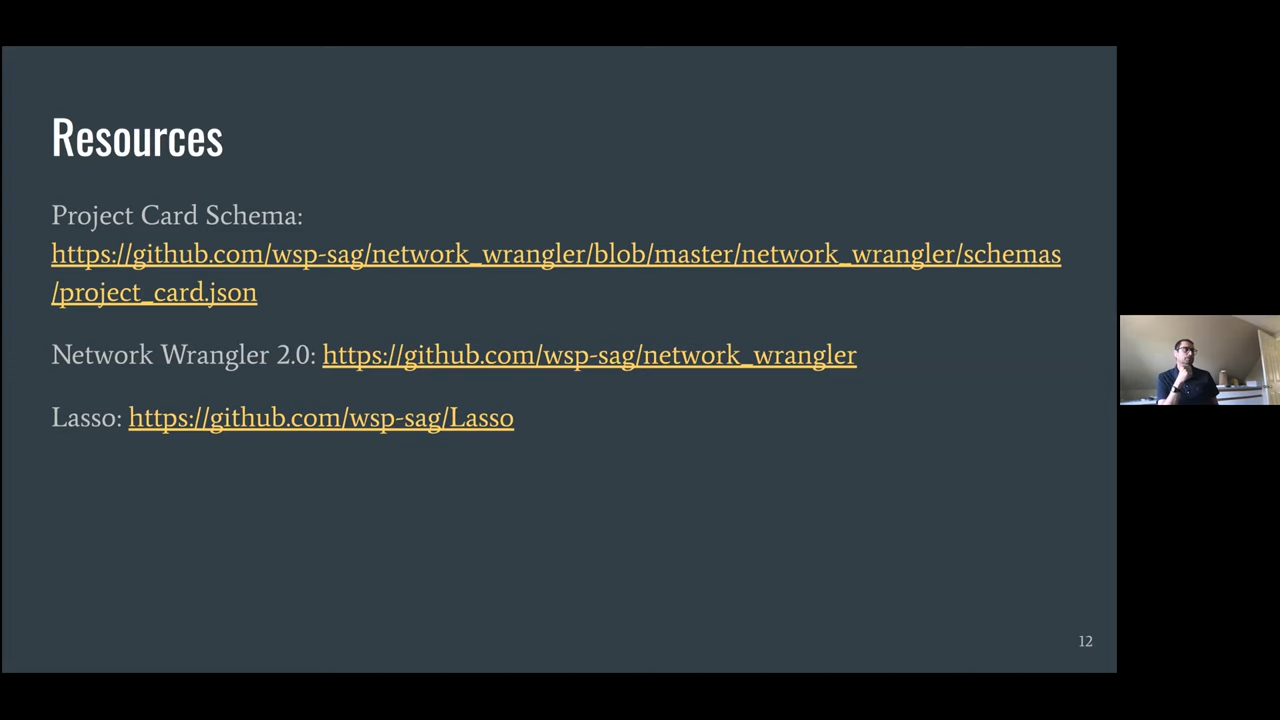 Resources
Project Card Schema:
https://github.com/wsp-sag/network_wrangler/blob/master/network_wrangler/schemas
/project_card.json
Network Wrangler 2.0: https://github.com/wsp-sag/network_wrangler
Lasso: https://github.com/wsp-sag/Lasso
12